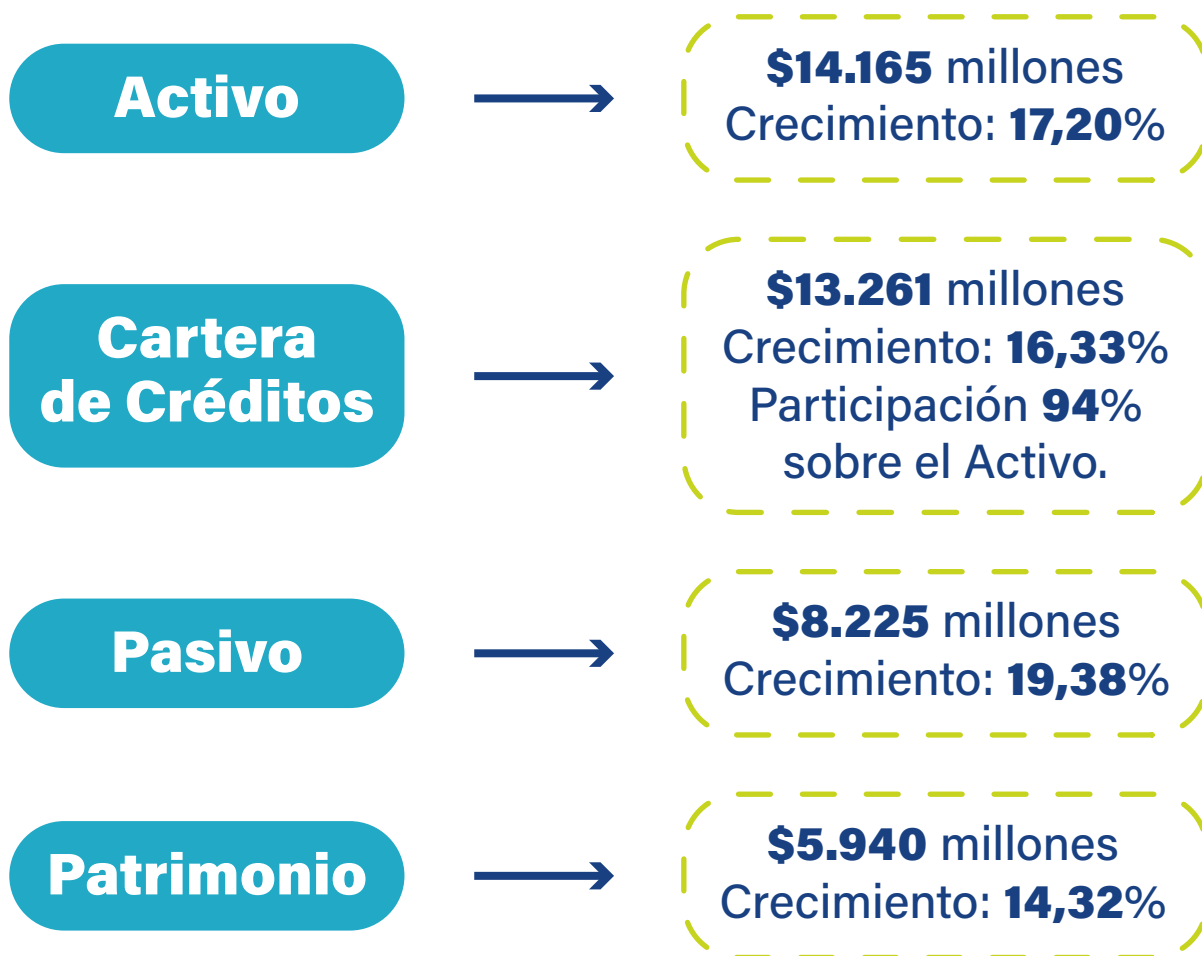 Activo
$14.165 millones
Crecimiento: 17,20%
Cartera
de Créditos
$13.261 millones
Crecimiento: 16,33%
Participación 94%
sobre el Activo.
Pasivo
$8.225 millones
Crecimiento: 19,38%
Patrimonio
$5.940 millones
Crecimiento: 14,32%